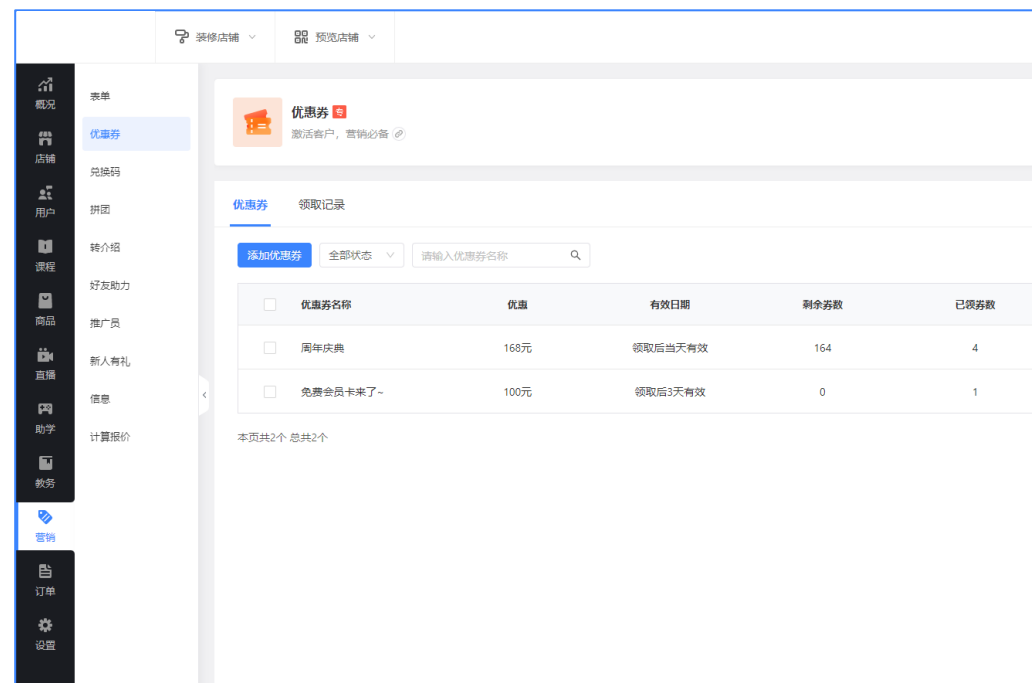 装修店铺 预览店铺
概况
店铺
用户
课程
商品
直播
助学
教务
营销
订单
设置
表单
优惠券
兑换码
拼团
转介绍
好友助力
推广员
新人有礼
信息
计算报价
优惠券 专
激活客户，营销必备
优惠券 领取记录
添加优惠券 全部状态 请输入优惠券名称
优惠券名称 优惠 有效日期 剩余券数 已领券数
周年庆典 168元 领取后当天有效 164 4
免费会员卡来了~ 100元 领取后3天有效 0 1
本页共2个 总共2个